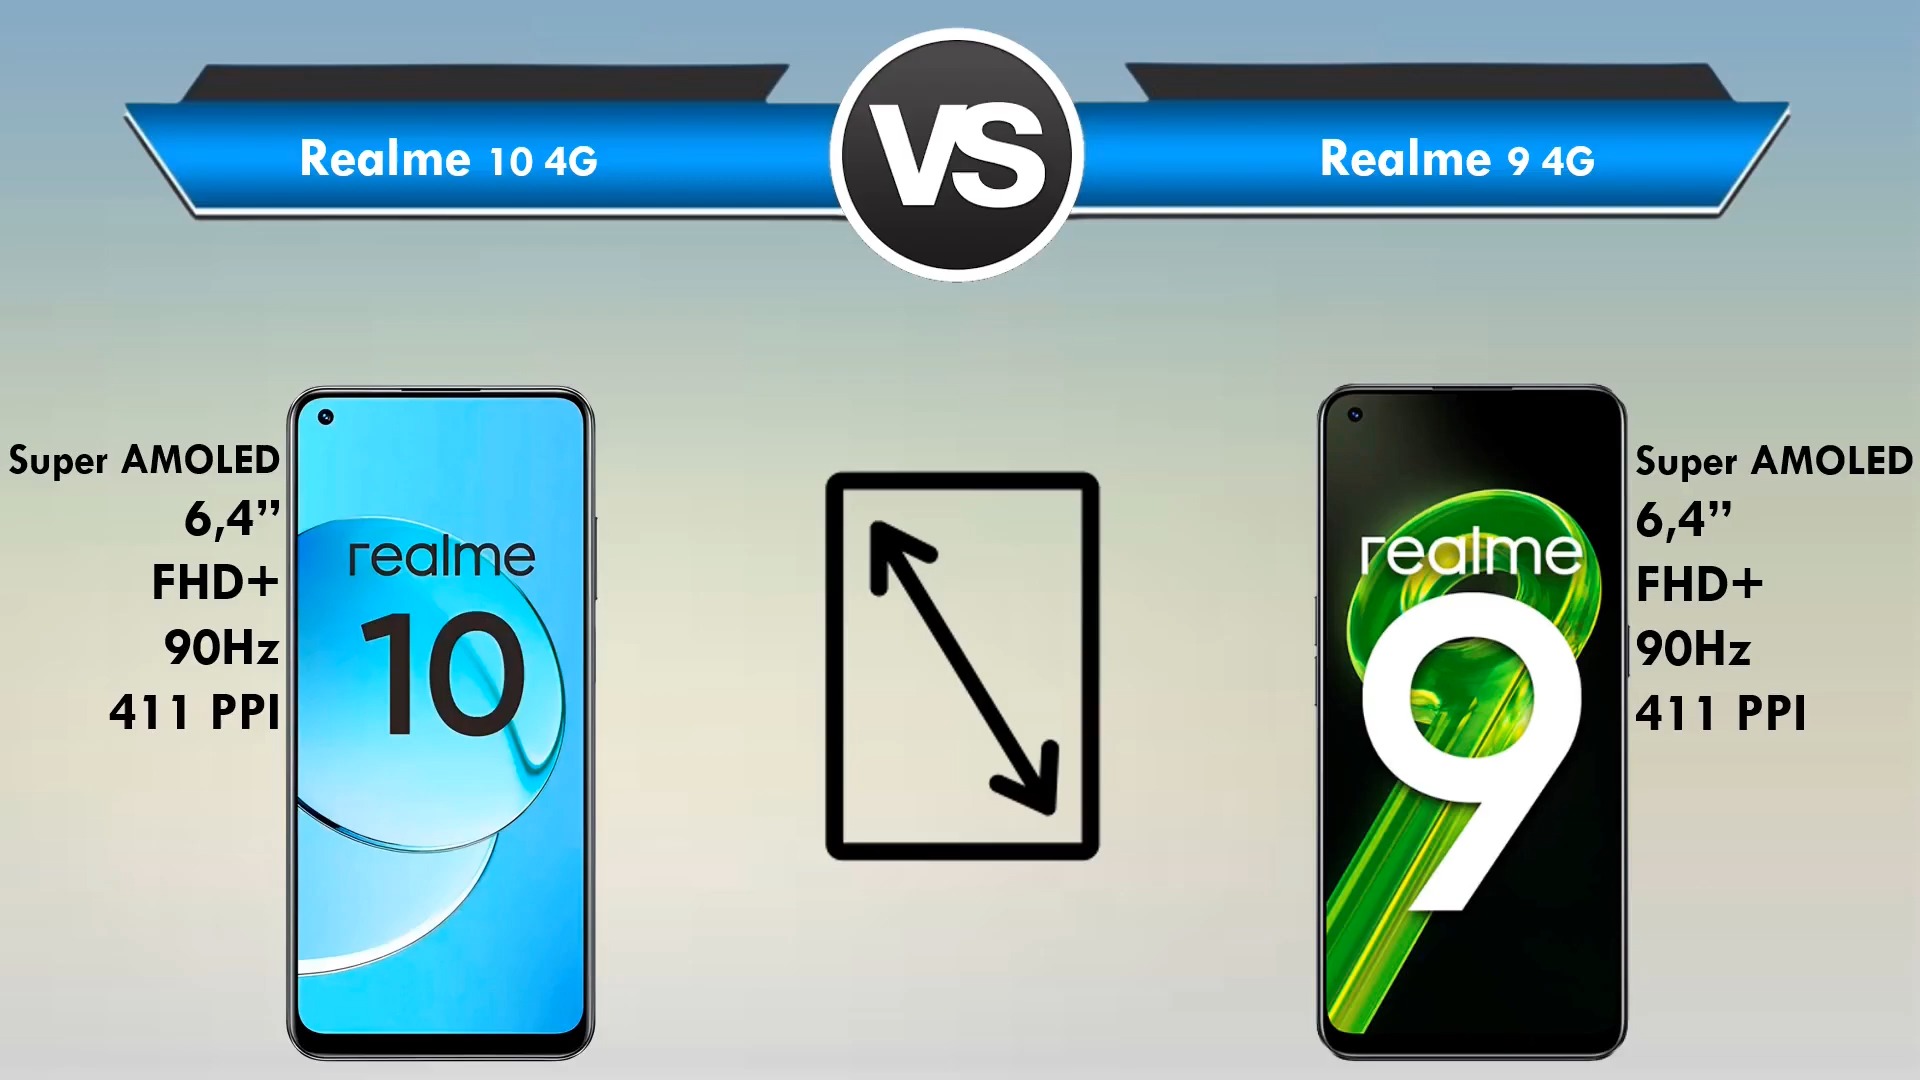 Realme 10 4G
VS
Realme 9 4G
Super AMOLED
6,4”
FHD+
90Hz
411 PPI
realme
10
realme
9
Super AMOLED
6,4”
FHD+
90Hz
411 PPI